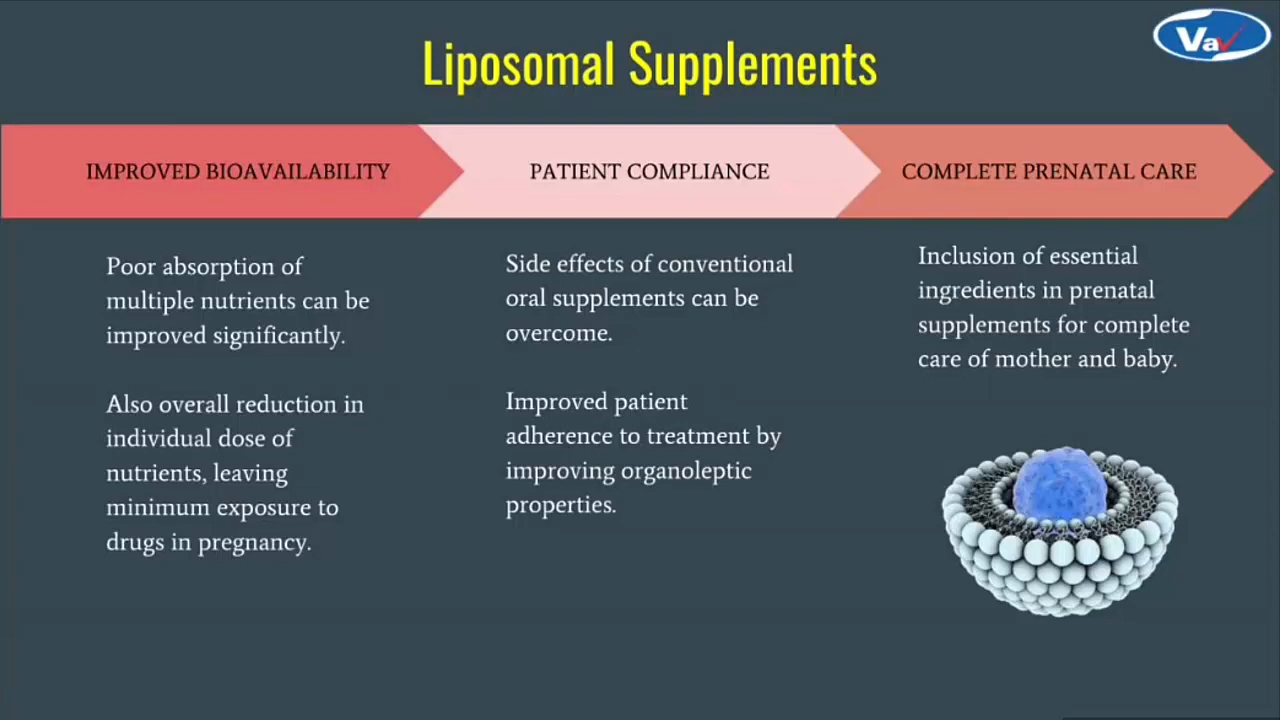 Liposomal Supplements
Va
IMPROVED BIOAVAILABILITY
PATIENT COMPLIANCE
COMPLETE PRENATAL CARE
Poor absorption of
multiple nutrients can be
improved significantly.
Also overall reduction in
individual dose of
nutrients, leaving
minimum exposure to
drugs in pregnancy.
Side effects of conventional
oral supplements can be
overcome.
Improved patient
adherence to treatment by
improving organoleptic
properties.
Inclusion of essential
ingredients in prenatal
supplements for complete
care of mother and baby.